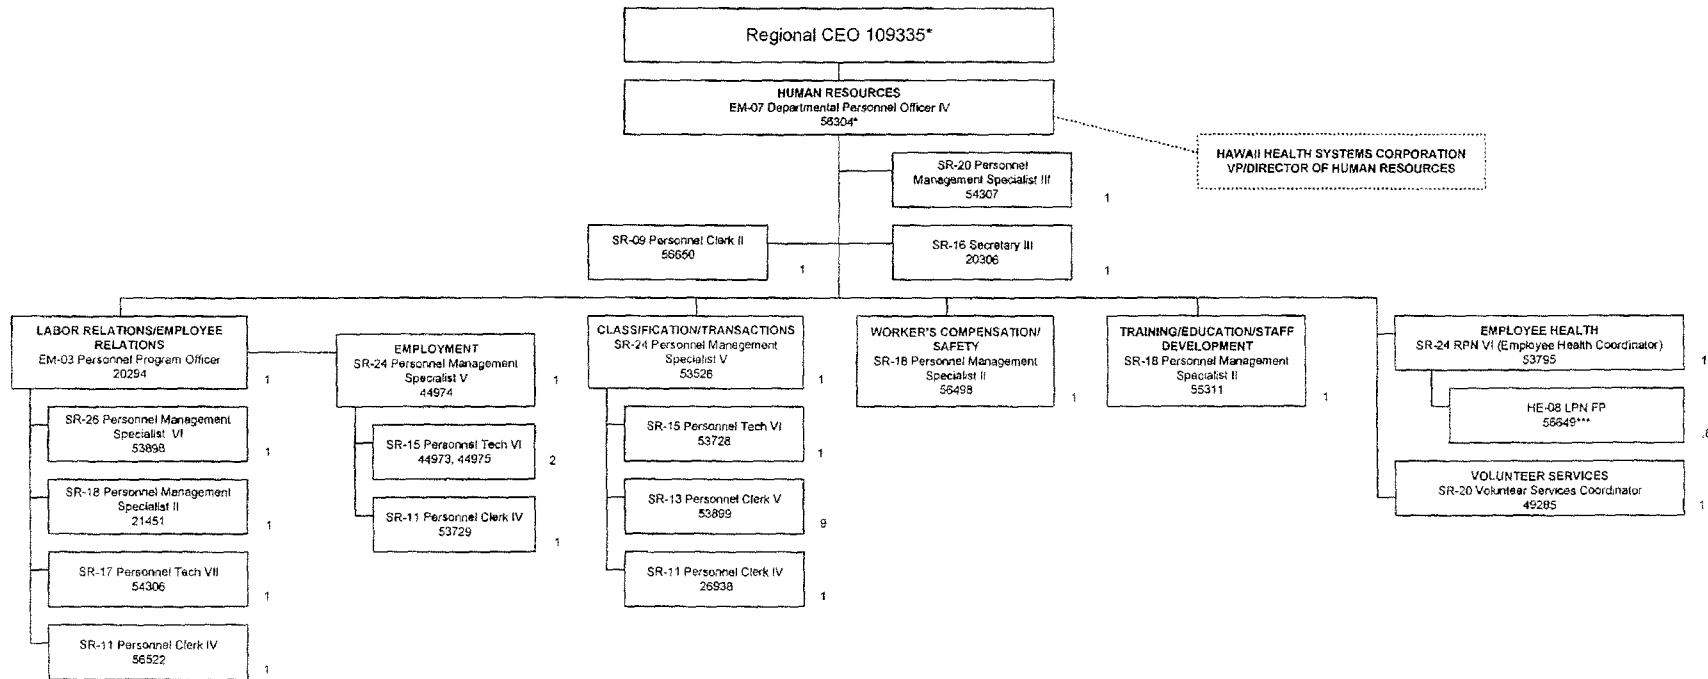 Regional CEO 109335*
HUMAN RESOURCES
EM-07 Departmental Personnel Officer IV
56304*
HAWAII HEALTH SYSTEMS CORPORATION
VP/DIRECTOR OF HUMAN RESOURCES
SR-20 Personnel
Management Specialist III
54307
1
SR-09 Personnel Clerk II
56650
1
SR-16 Secretary III
20306
1
LABOR RELATIONS/EMPLOYEE
RELATIONS
EM-03 Personnel Program Officer
20294
1
SR-26 Personnel Management
Specialist VI
53898
1
SR-18 Personnel Management
Specialist II
21451
1
SR-17 Personnel Tech VII
54306
1
SR-11 Personnel Clerk IV
56522
1
EMPLOYMENT
SR-24 Personnel Management
Specialist V
44974
1
SR-15 Personnel Tech VI
44973, 44975
2
SR-11 Personnel Clerk IV
53729
1
CLASSIFICATION/TRANSACTIONS
SR-24 Personnel Management
Specialist V
53526
1
SR-15 Personnel Tech VI
53728
1
SR-13 Personnel Clerk V
53899
9
SR-11 Personnel Clerk IV
26938
1
WORKER'S COMPENSATION/
SAFETY
SR-18 Personnel Management
Specialist II
56498
1
TRAINING/EDUCATION/STAFF
DEVELOPMENT
SR-18 Personnel Management
Specialist II
55311
1
EMPLOYEE HEALTH
SR-24 RPN VI (Employee Health Coordinator)
53795
1
HE-08 LPN FP
56649***
VOLUNTEER SERVICES
SR-20 Volunteer Services Coordinator
49285
1